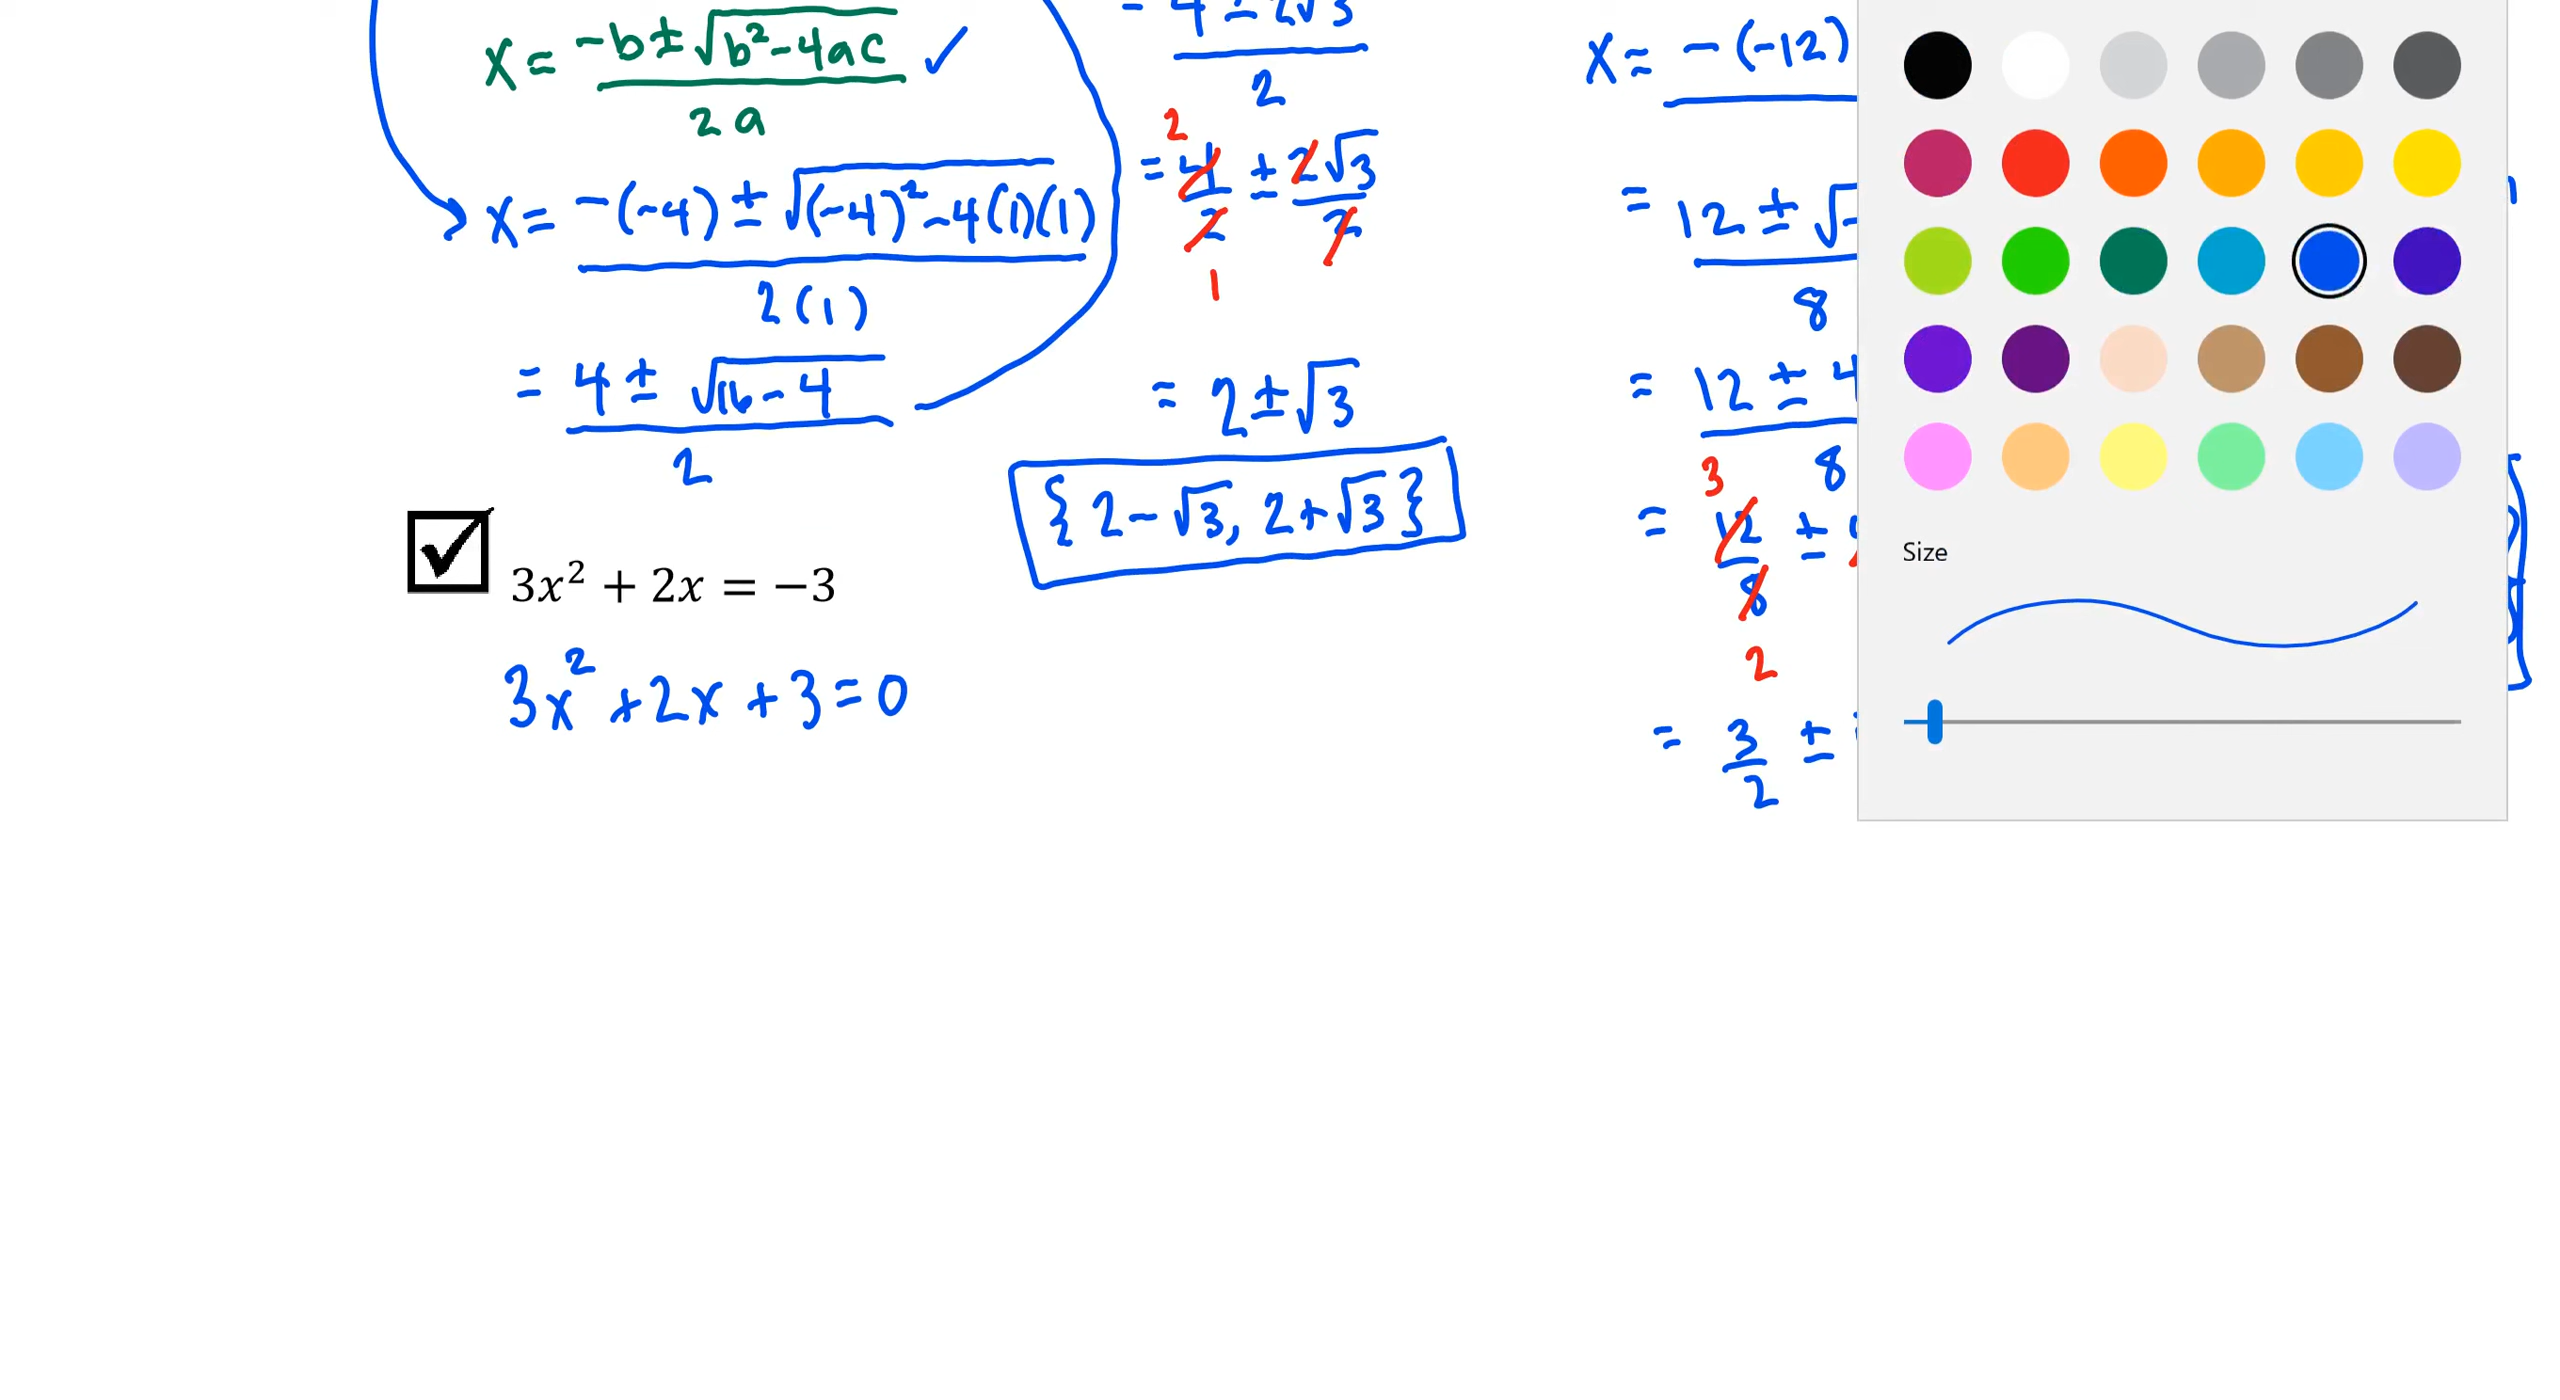 x = -b ± √(b² - 4ac) / 2a ✓
x = -(-4) ± √((-4)² - 4(1)(1)) / 2(1)
= 4 ± √(16 - 4) / 2
= 4 ± 2√3 / 2
= 4/2 ± 2√3/2
2
1
= 2 ± √3
{2 - √3, 2 + √3}
3x² + 2x = −3
3x² + 2x + 3 = 0
x = -(-12)
= 12 ± √- / 8
= 12 ± 4 / 8
= 12/8 ±
3
2
= 3/2 ±
Size